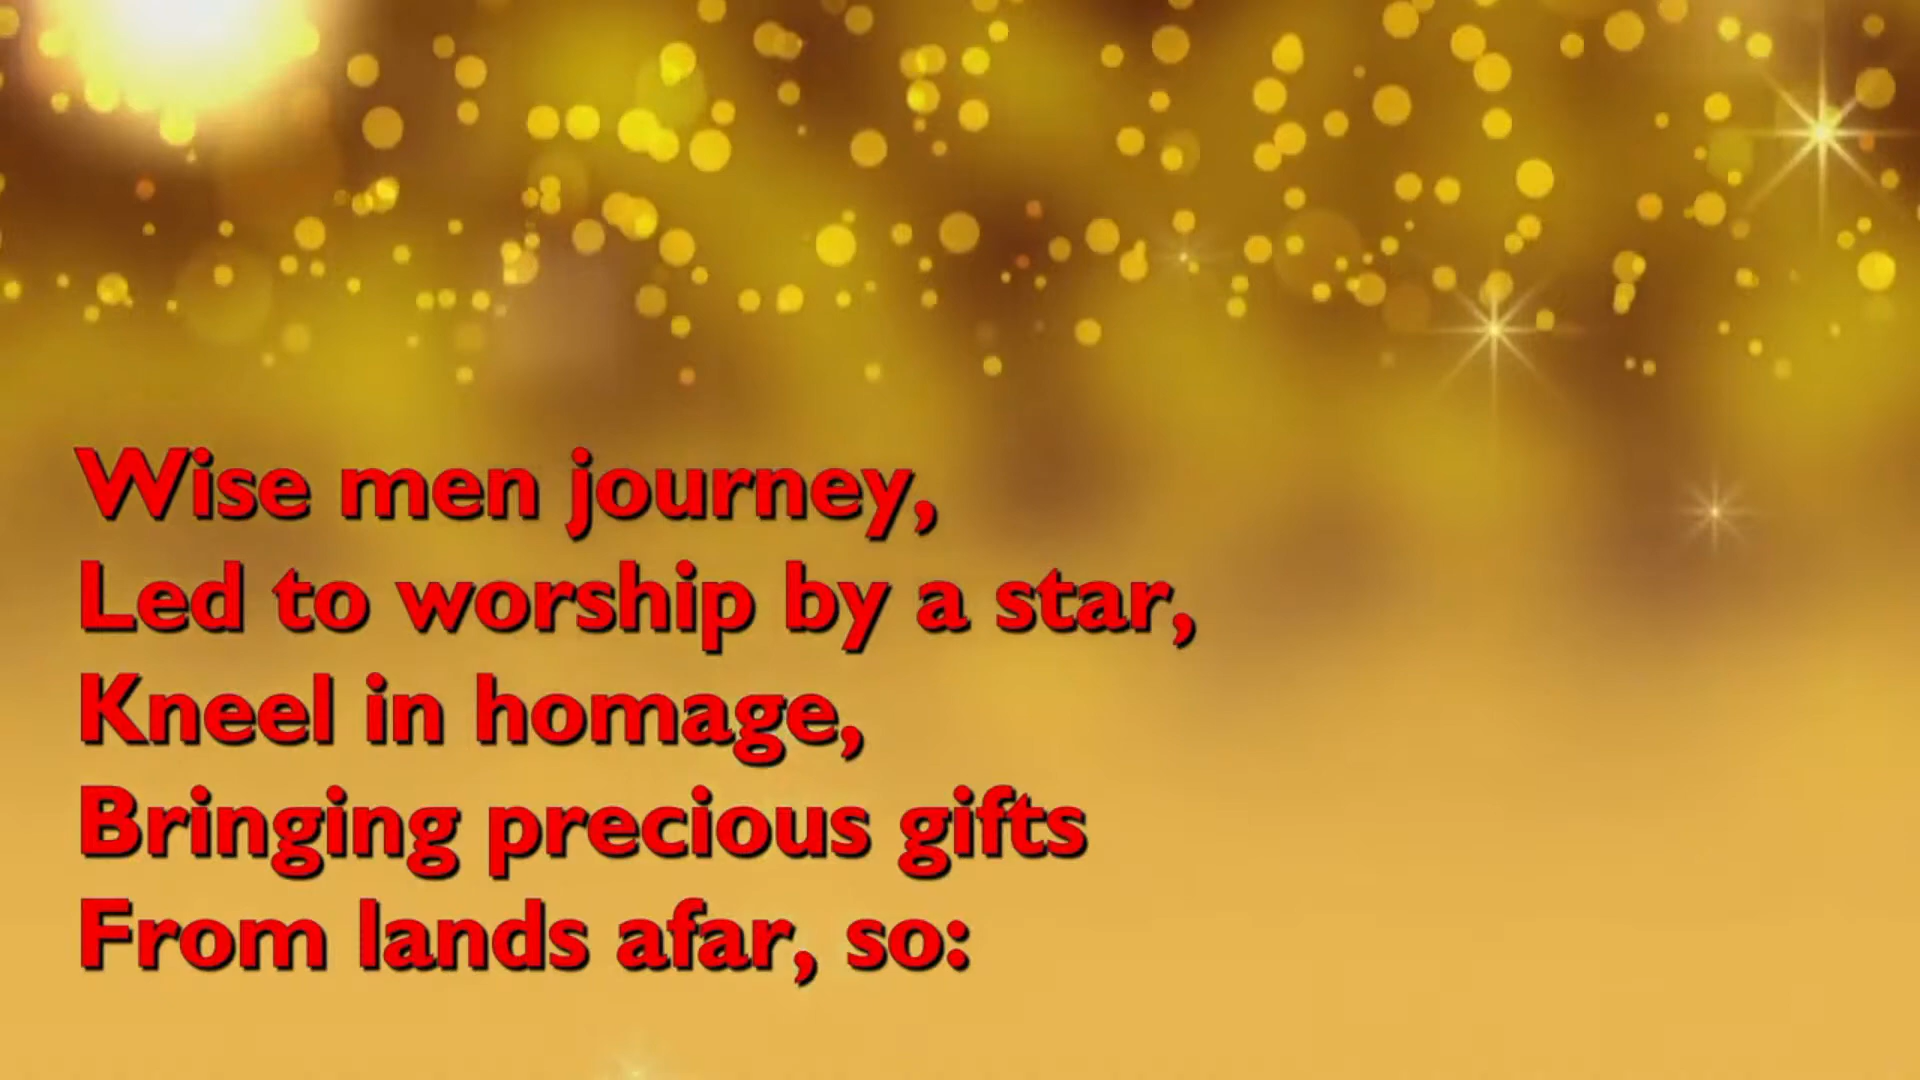 Wise men journey,
Led to worship by a star,
Kneel in homage,
Bringing precious gifts
From lands afar, so: